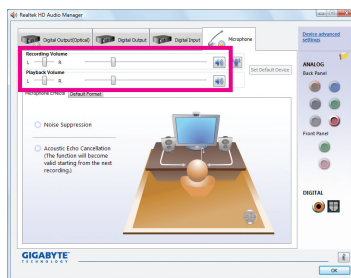 Realtek HD Audio Manager
Digital Output(Optical) Digital Output Digital Input Microphone
Device advanced settings
Recording Volume
L R
Set Default Device
Playback Volume
L R
Microphone Effects Default Format
Noise Suppression
Acoustic Echo Cancellation
(The function will become
valid starting from the next
recording.)
ANALOG
Back Panel
Front Panel
DIGITAL
GIGABYTE
TECHNOLOGY
OK